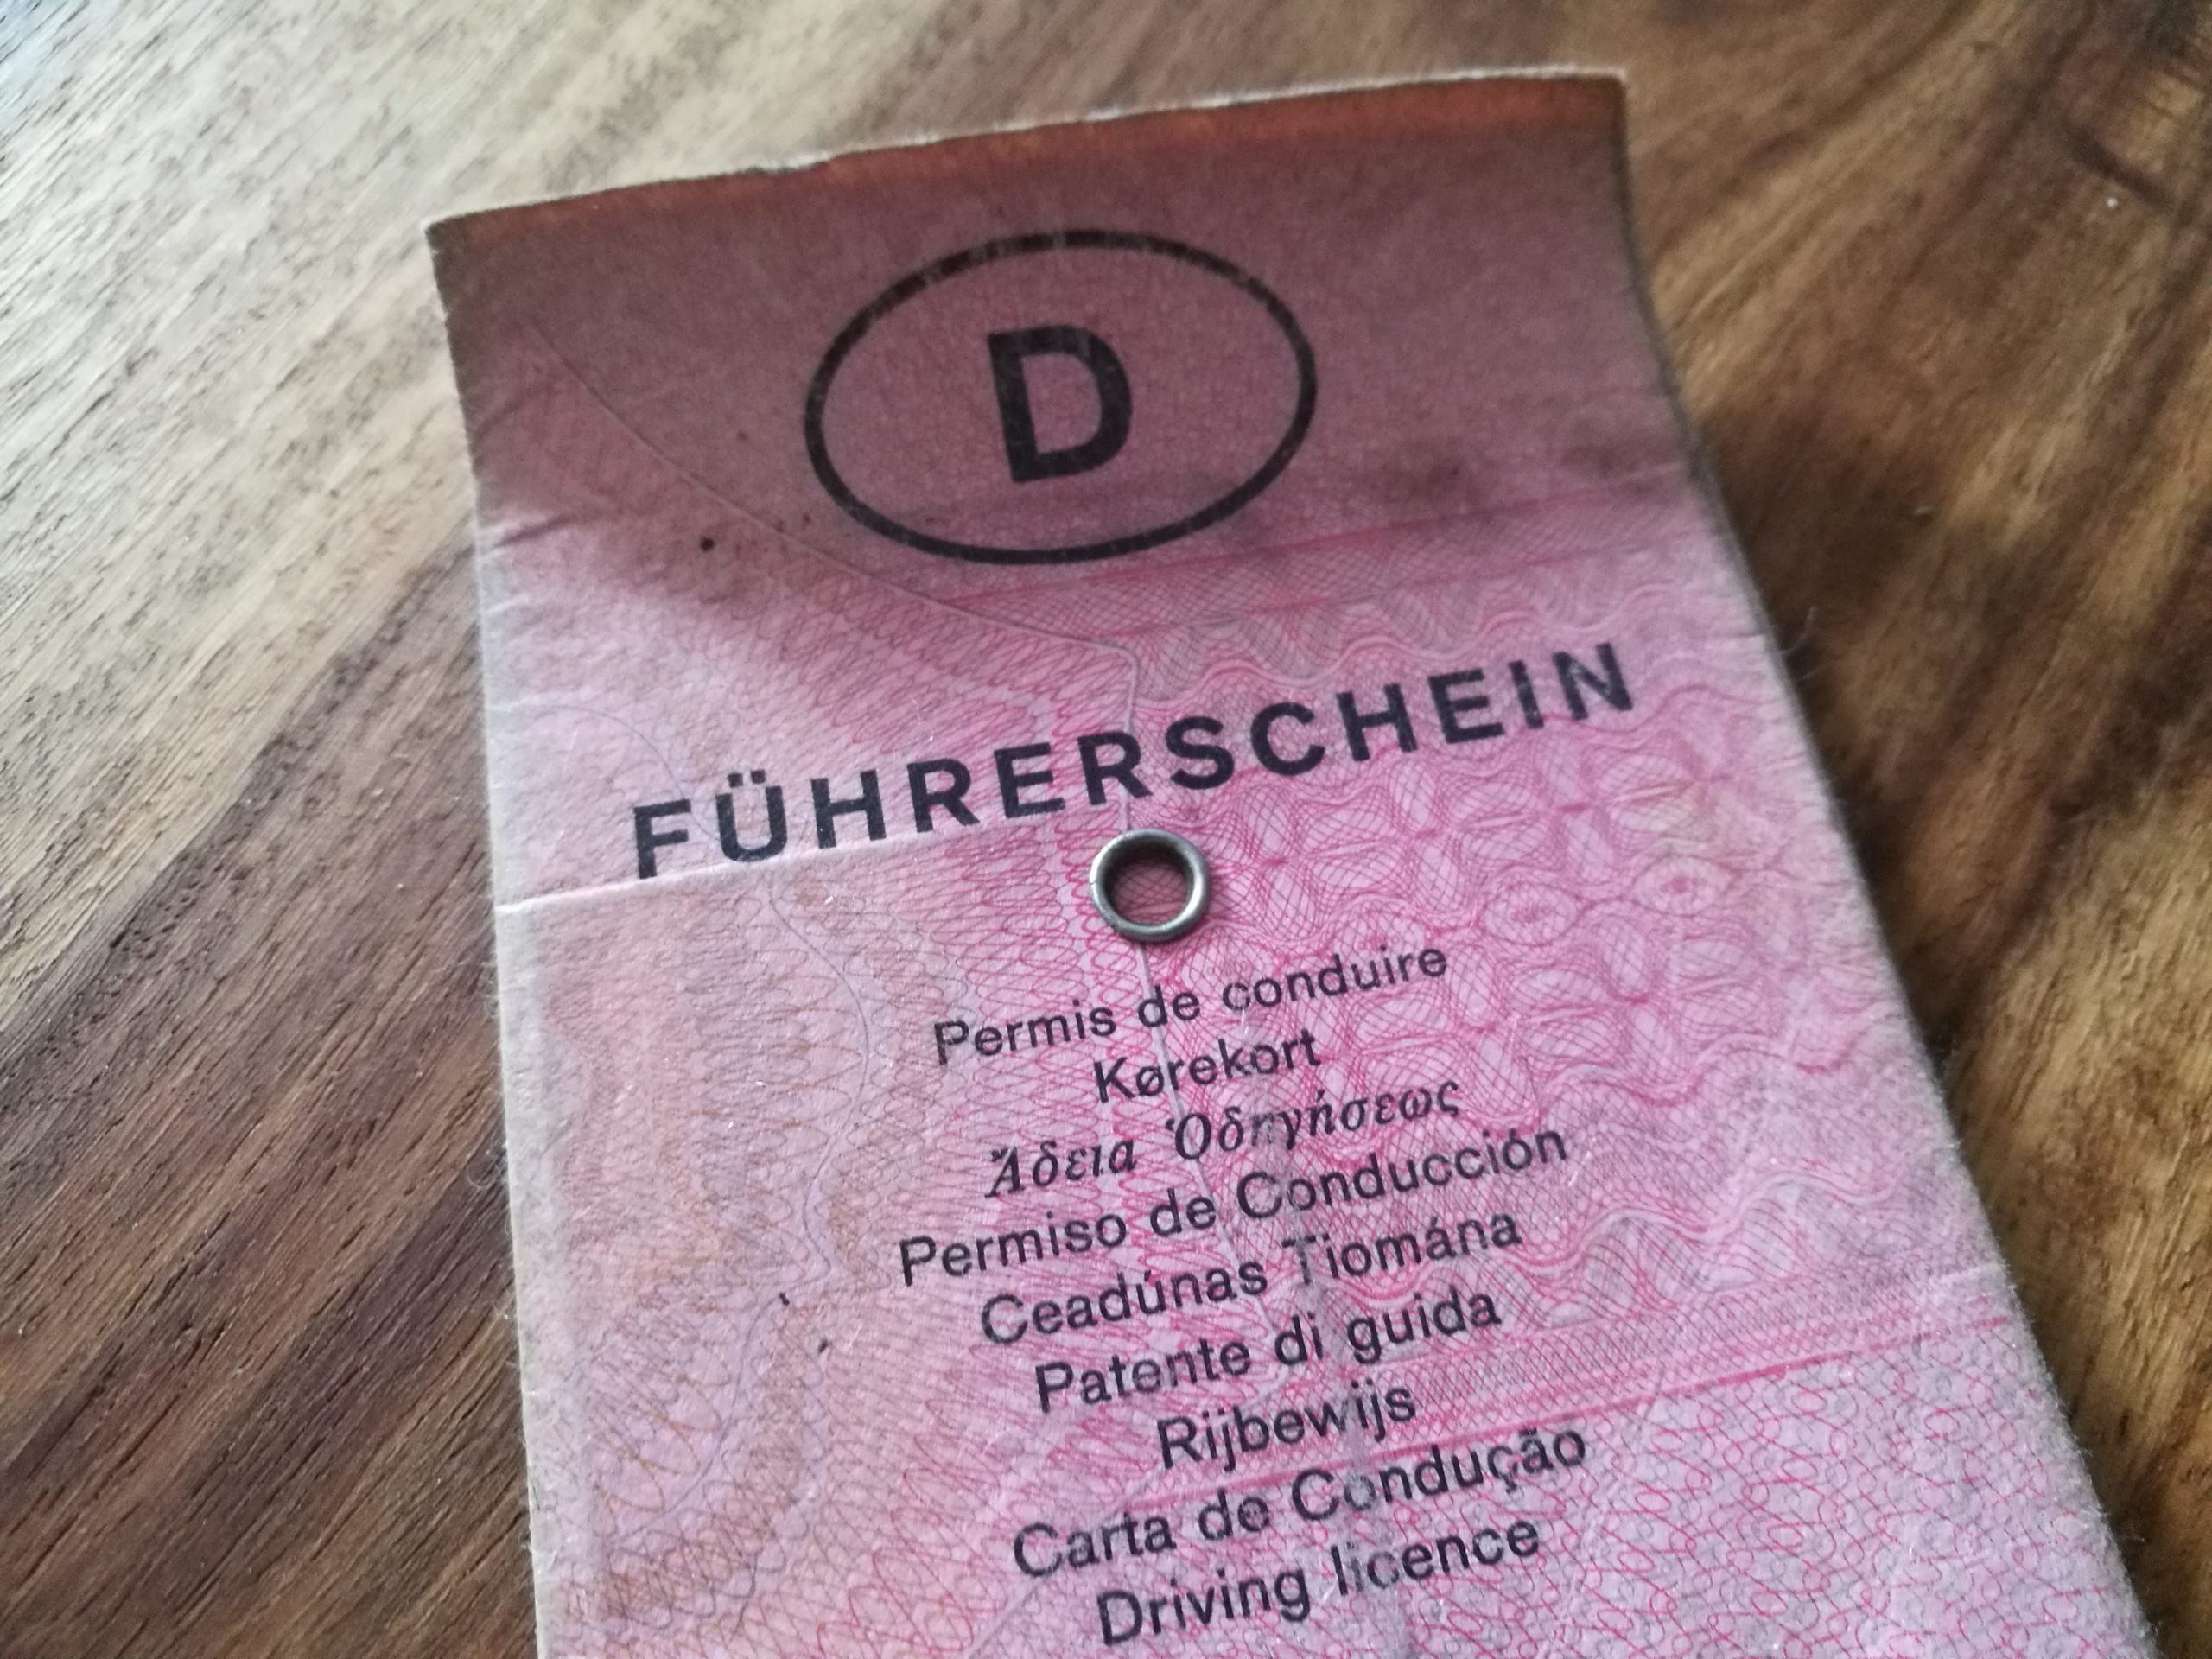 D
FÜHRERSCHEIN
Permis de conduire
Kørekort
Ἄδεια Ὁδηγήσεως
Permiso de Conducción
Ceadúnas Tiomána
Patente di guida
Rijbewijs
Carta de Condução
Driving licence